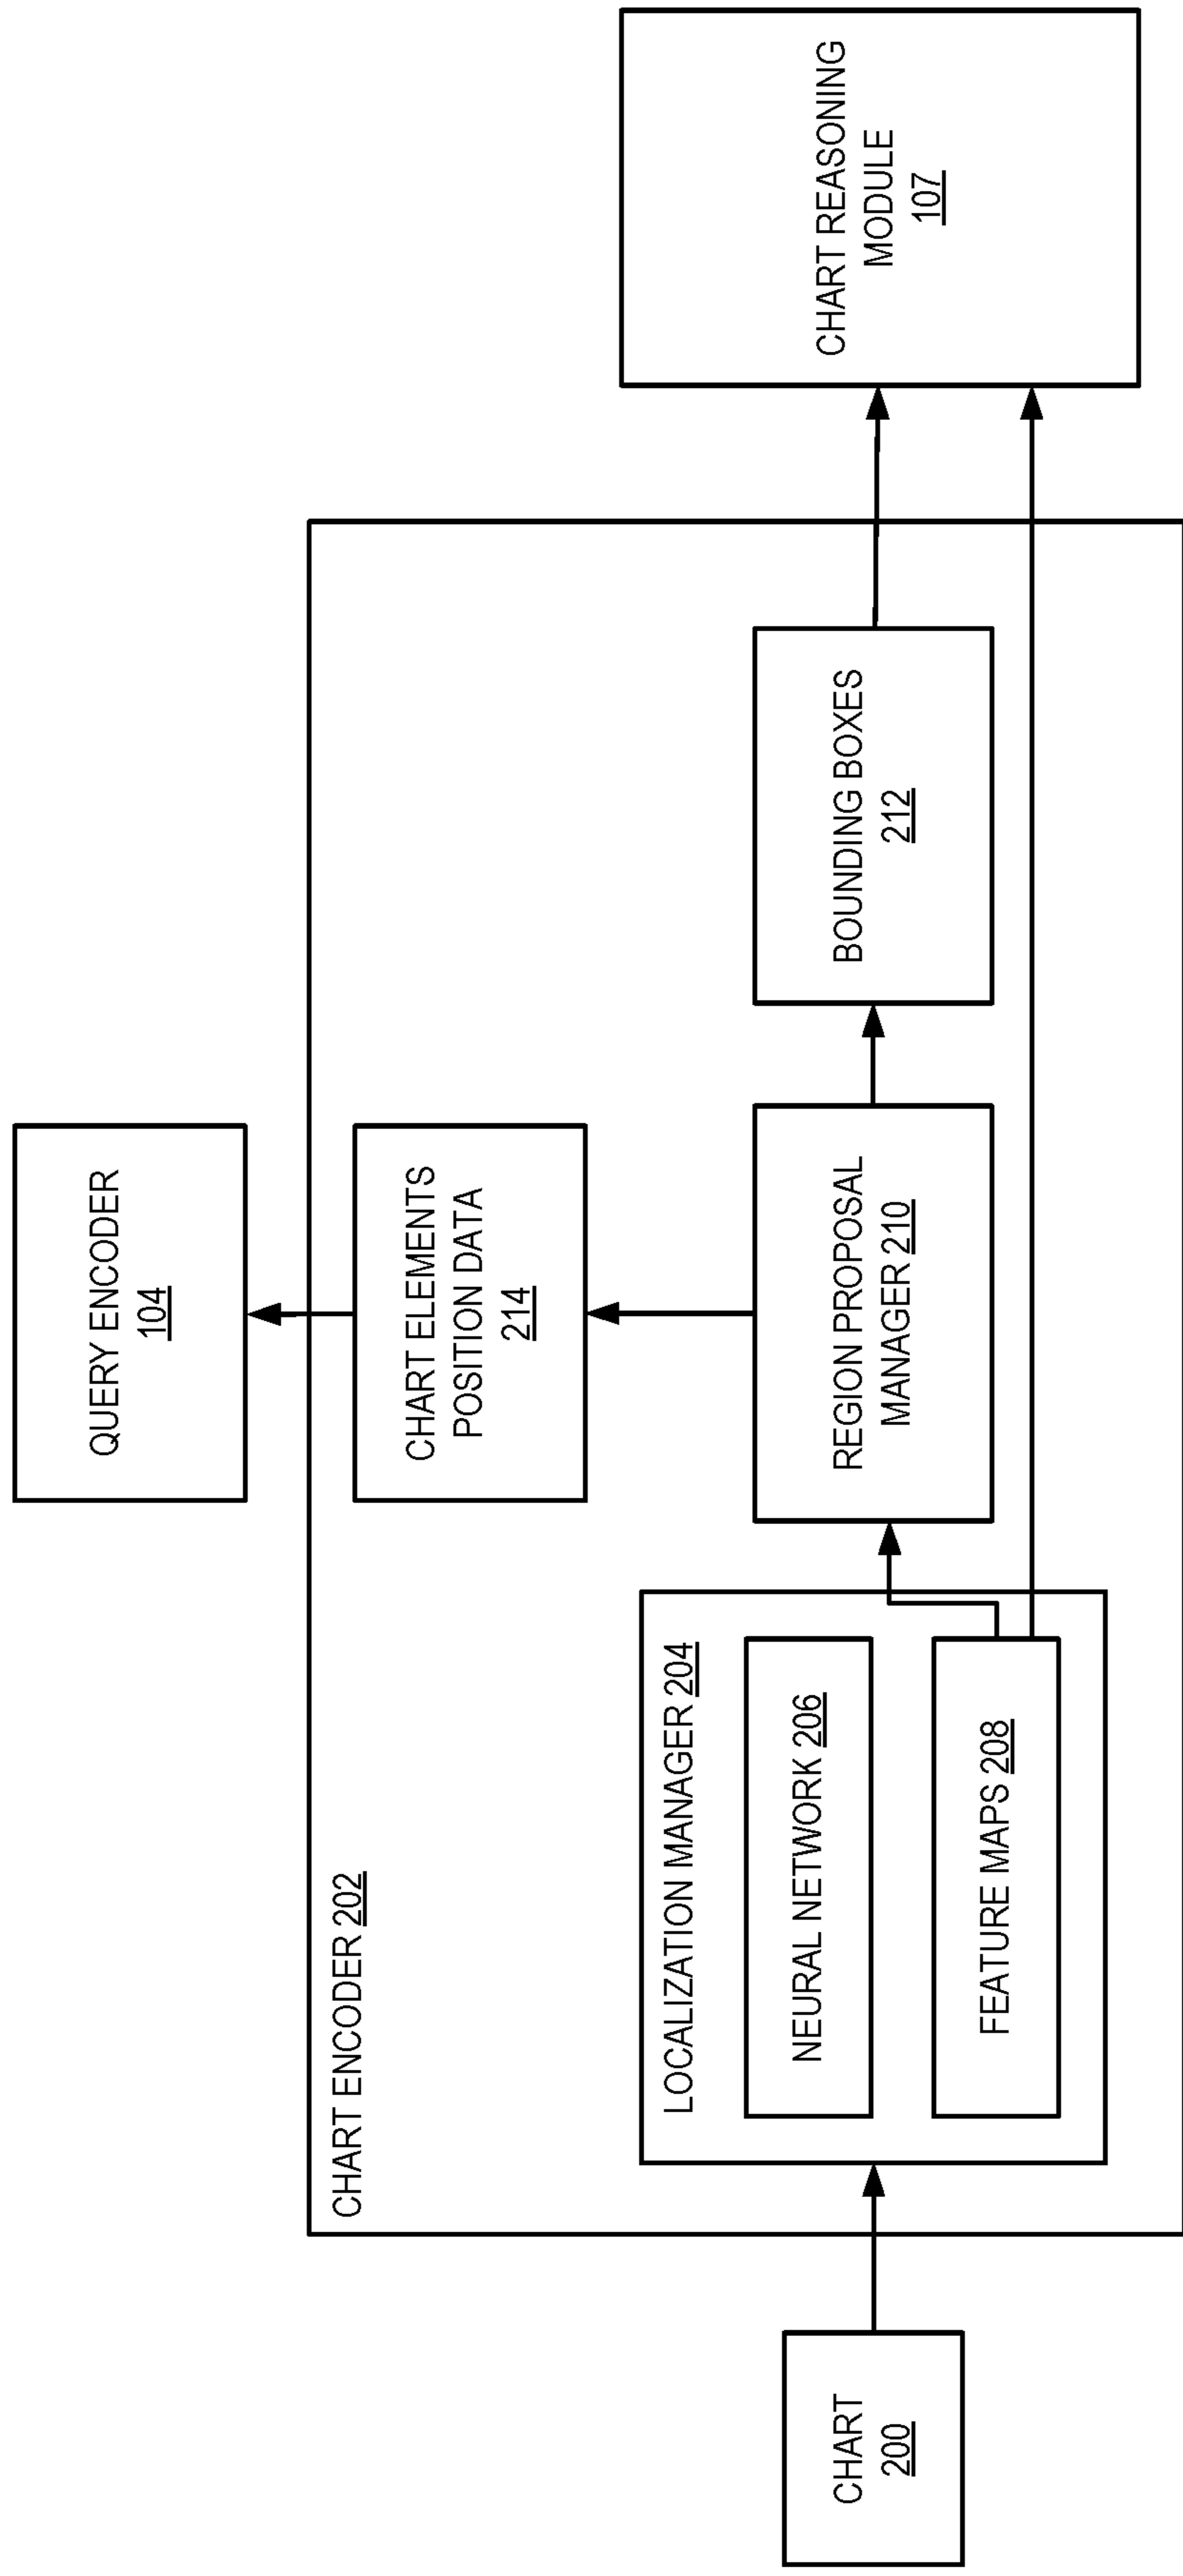 QUERY ENCODER
104
CHART ENCODER 202
CHART ELEMENTS
POSITION DATA
214
LOCALIZATION MANAGER 204
NEURAL NETWORK 206
FEATURE MAPS 208
REGION PROPOSAL
MANAGER 210
BOUNDING BOXES
212
CHART REASONING
MODULE
107
CHART
200